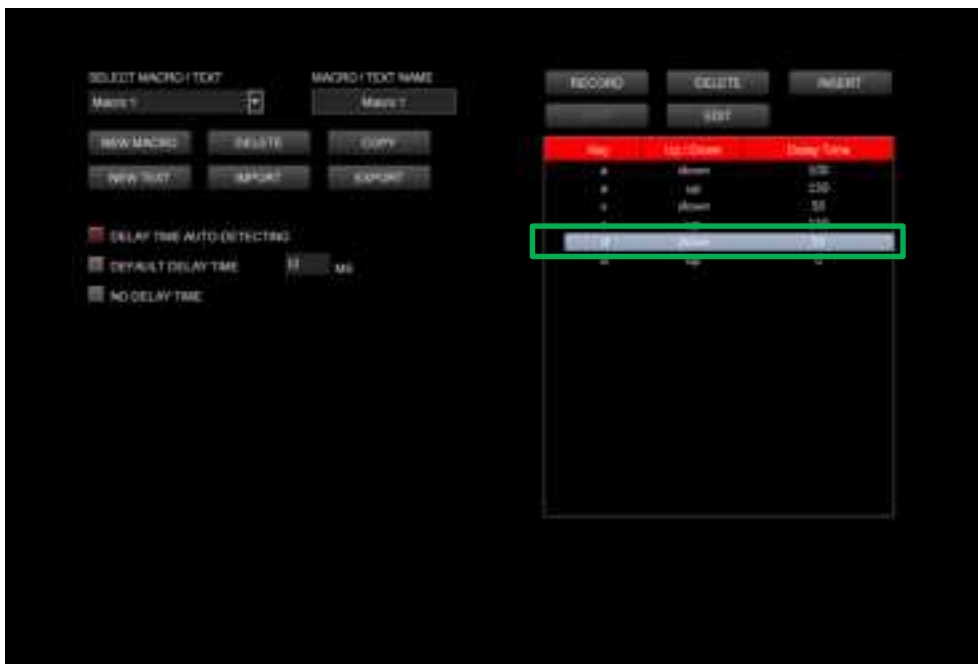 SELECT MACRO / TEXT
MACRO / TEXT NAME
Macro 1
Macro 1
NEW MACRO DELETE COPY
NEW TEXT IMPORT EXPORT
DELAY TIME AUTO DETECTING
DEFAULT DELAY TIME MS
NO DELAY TIME
RECORD DELETE INSERT
EDIT
Key Up / Down Delay Time
a down
a up
s down
up
d down
up